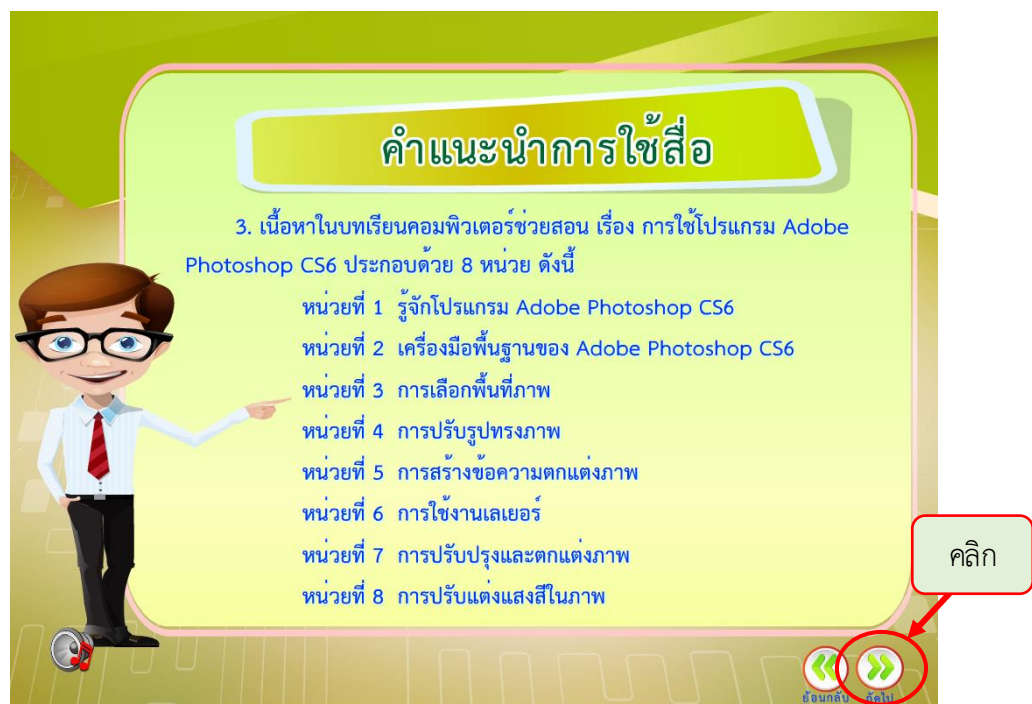 คำแนะนำการใช้สื่อ
3. เนื้อหาในบทเรียนคอมพิวเตอร์ช่วยสอน เรื่อง การใช้โปรแกรม Adobe
Photoshop CS6 ประกอบด้วย 8 หน่วย ดังนี้
หน่วยที่ 1 รู้จักโปรแกรม Adobe Photoshop CS6
หน่วยที่ 2 เครื่องมือพื้นฐานของ Adobe Photoshop CS6
หน่วยที่ 3 การเลือกพื้นที่ภาพ
หน่วยที่ 4 การปรับรูปทรงภาพ
หน่วยที่ 5 การสร้างข้อความตกแต่งภาพ
หน่วยที่ 6 การใช้งานเลเยอร์
หน่วยที่ 7 การปรับปรุงและตกแต่งภาพ
หน่วยที่ 8 การปรับแต่งแสงสีในภาพ
คลิก
ย้อนกลับ ถัดไป